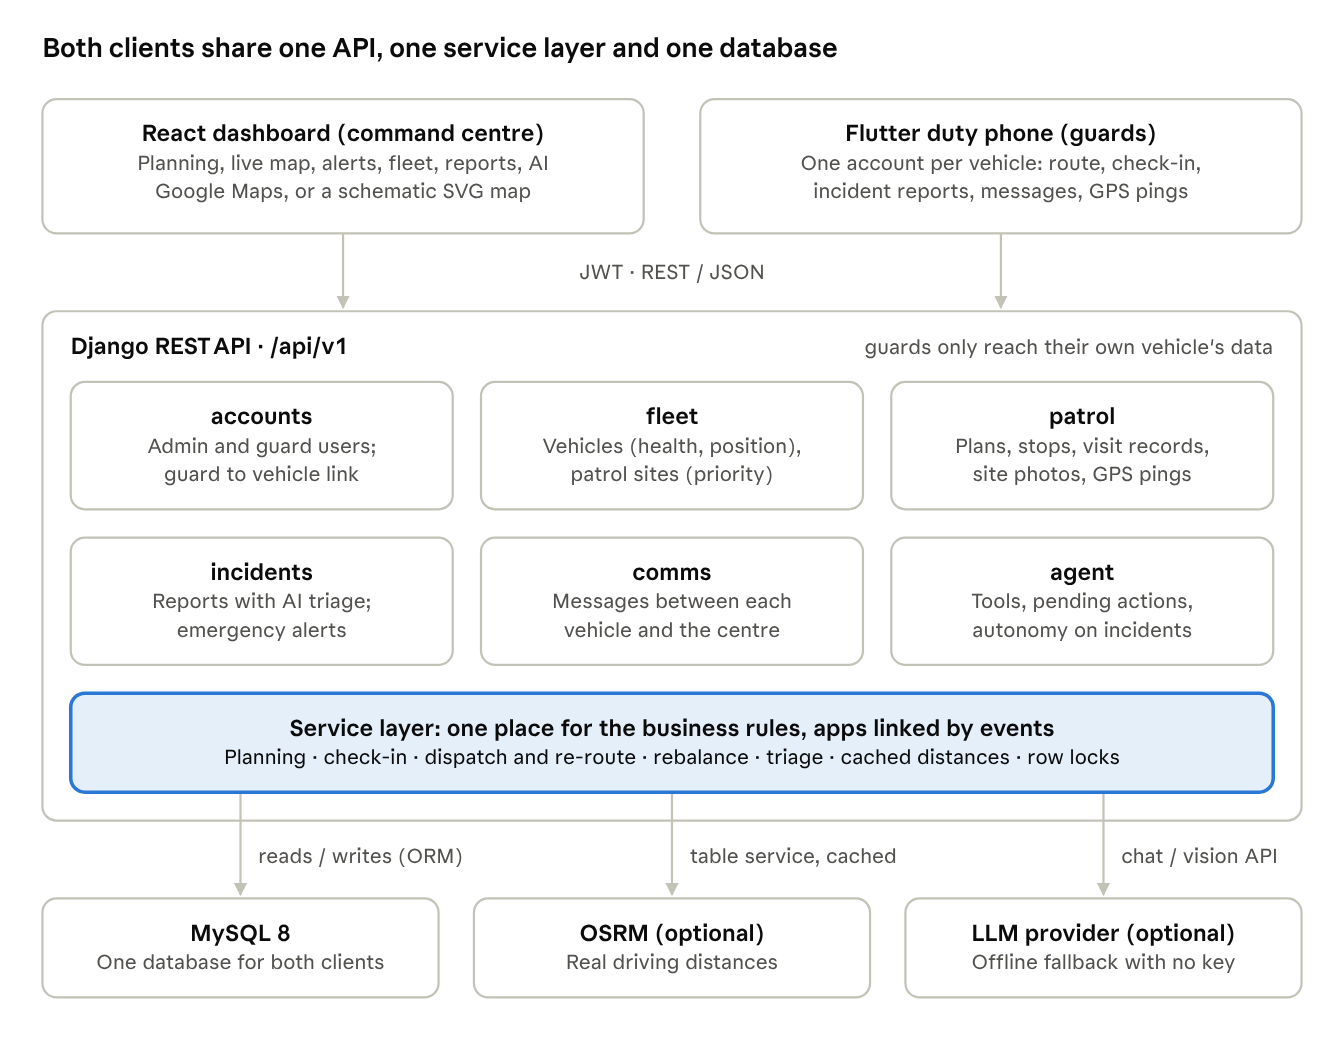 Both clients share one API, one service layer and one database
React dashboard (command centre)
Planning, live map, alerts, fleet, reports, AI
Google Maps, or a schematic SVG map
Flutter duty phone (guards)
One account per vehicle: route, check-in,
incident reports, messages, GPS pings
JWT · REST / JSON
Django REST API · /api/v1
guards only reach their own vehicle's data
accounts
Admin and guard users;
guard to vehicle link
fleet
Vehicles (health, position),
patrol sites (priority)
patrol
Plans, stops, visit records,
site photos, GPS pings
incidents
Reports with AI triage;
emergency alerts
comms
Messages between each
vehicle and the centre
agent
Tools, pending actions,
autonomy on incidents
Service layer: one place for the business rules, apps linked by events
Planning · check-in · dispatch and re-route · rebalance · triage · cached distances · row locks
reads / writes (ORM)
table service, cached
chat / vision API
MySQL 8
One database for both clients
OSRM (optional)
Real driving distances
LLM provider (optional)
Offline fallback with no key